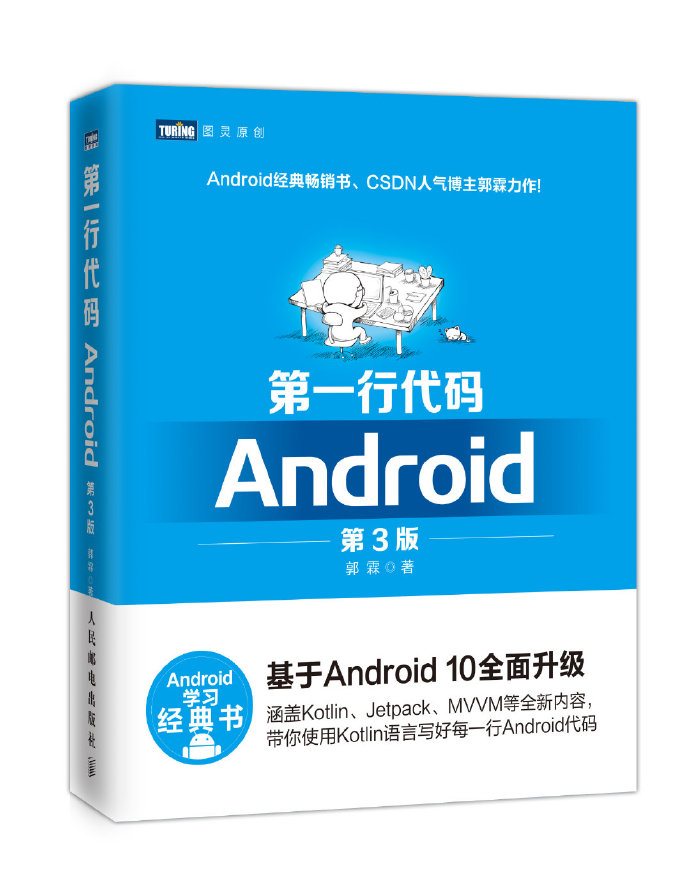 TURING 图灵原创
Android经典畅销书、CSDN人气博主郭霖力作!
第一行代码
Android
第3版
郭霖◎著
Android
学习
经典书
基于Android 10全面升级
涵盖Kotlin、Jetpack、MVVM等全新内容，
带你使用Kotlin语言写好每一行Android代码
TURING
第一行代码
Android
第3版
郭霖◎著
人民邮电出版社